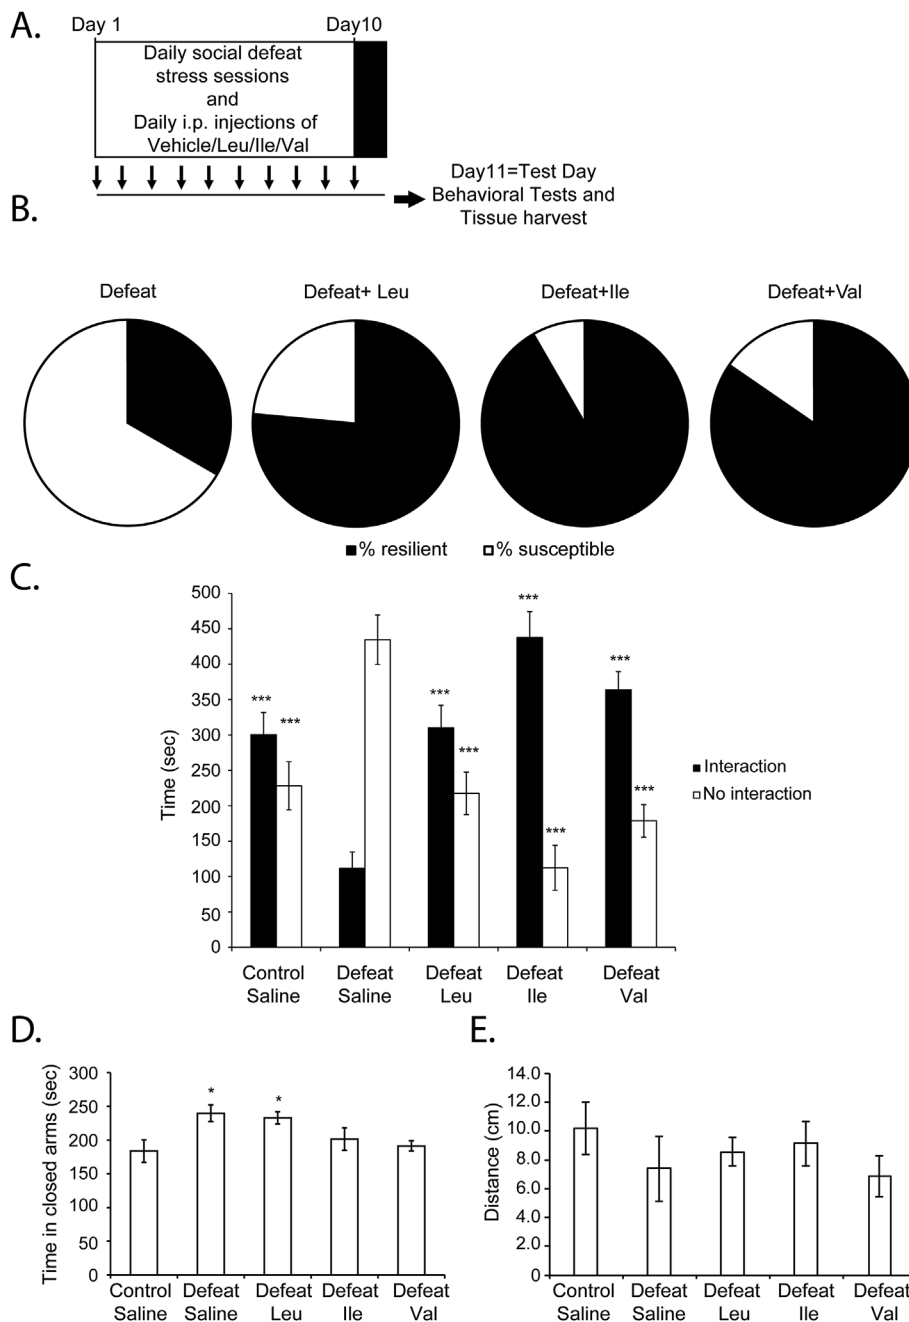 A.
Day 1
Day10
Daily social defeat
stress sessions
and
Daily i.p. injections of
Vehicle/Leu/Ile/Val
Day11=Test Day
Behavioral Tests and
Tissue harvest
B.
Defeat
Defeat+ Leu
Defeat+Ile
Defeat+Val
% resilient
% susceptible
C.
500
450
400
350
300
250
200
150
100
50
0
Time (sec)
***
***
***
***
***
***
***
***
Interaction
No interaction
Control
Saline
Defeat
Saline
Defeat
Leu
Defeat
Ile
Defeat
Val
D.
300
250
200
150
100
50
0
Time in closed arms (sec)
*
*
Control
Saline
Defeat
Saline
Defeat
Leu
Defeat
Ile
Defeat
Val
E.
14.0
12.0
10.0
8.0
6.0
4.0
2.0
0
Distance (cm)
Control
Saline
Defeat
Saline
Defeat
Leu
Defeat
Ile
Defeat
Val